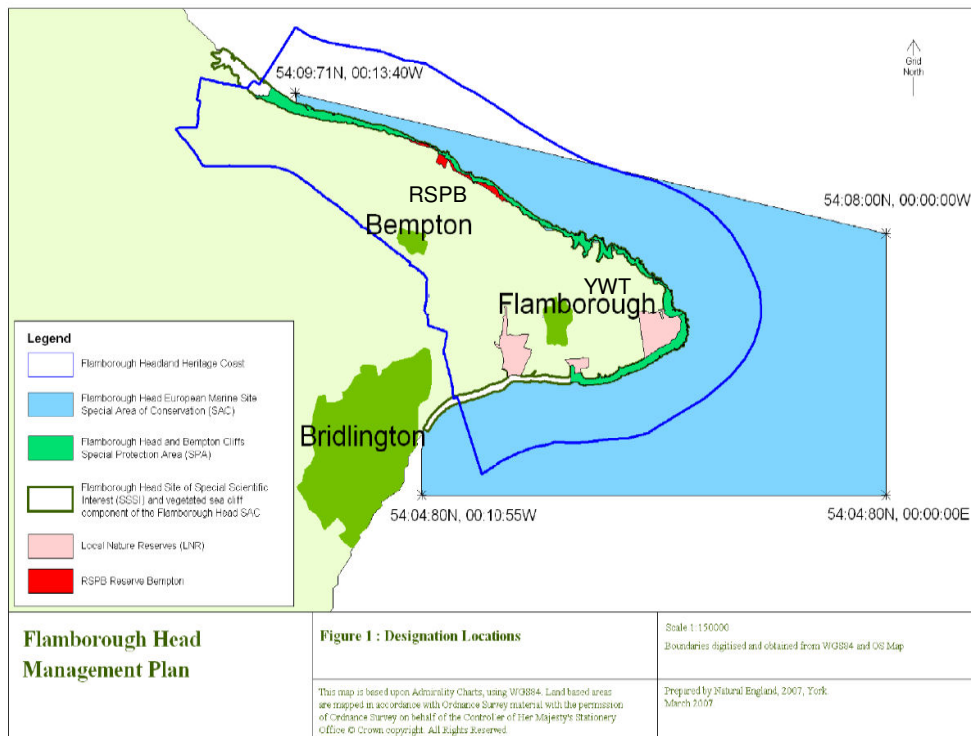 Grid
North
54:09:71N, 00:13:40W
RSPB
Bempton
54:08:00N, 00:00:00W
YWT
Flamborough
Legend
Flamborough Headland Heritage Coast
Flamborough Head European Marine Site
Special Area of Conservation (SAC)
Flamborough Head and Bempton Cliffs
Special Protection Area (SPA)
Flamborough Head Site of Special Scientific
Interest (SSSI) and vegetated sea cliff
component of the Flamborough Head SAC
Local Nature Reserves (LNR)
RSPB Reserve Bempton
Bridlington
54:04:80N, 00:10:55W
54:04:80N, 00:00:00E
Flamborough Head
Management Plan
Figure 1 : Designation Locations
Scale 1:150000
Boundaries digitised and obtained from WGS84 and OS Map
This map is based upon Admirality Charts, using WG884. Land based areas
are mapped in accordance with Ordnance Survey material with the permission
of Ordnance Survey on behalf of the Controller of Her Majesty's Stationery
Office © Crown copyright. All Rights Reserved
Prepared by Natural England, 2007, York
March 2007